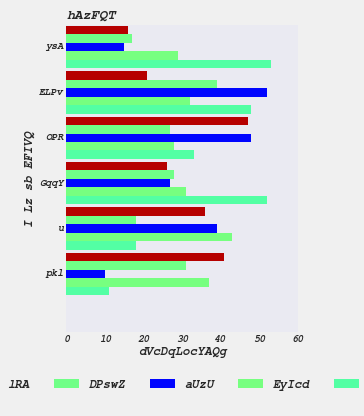 hAzFQT
ysA
ELPv
OPR
GqqY
u
pkl
I Lz sb EFIVQ
0 10 20 30 40 50 60
dVcDqLocYAQg
lRA DPswZ aUzU EyIcd